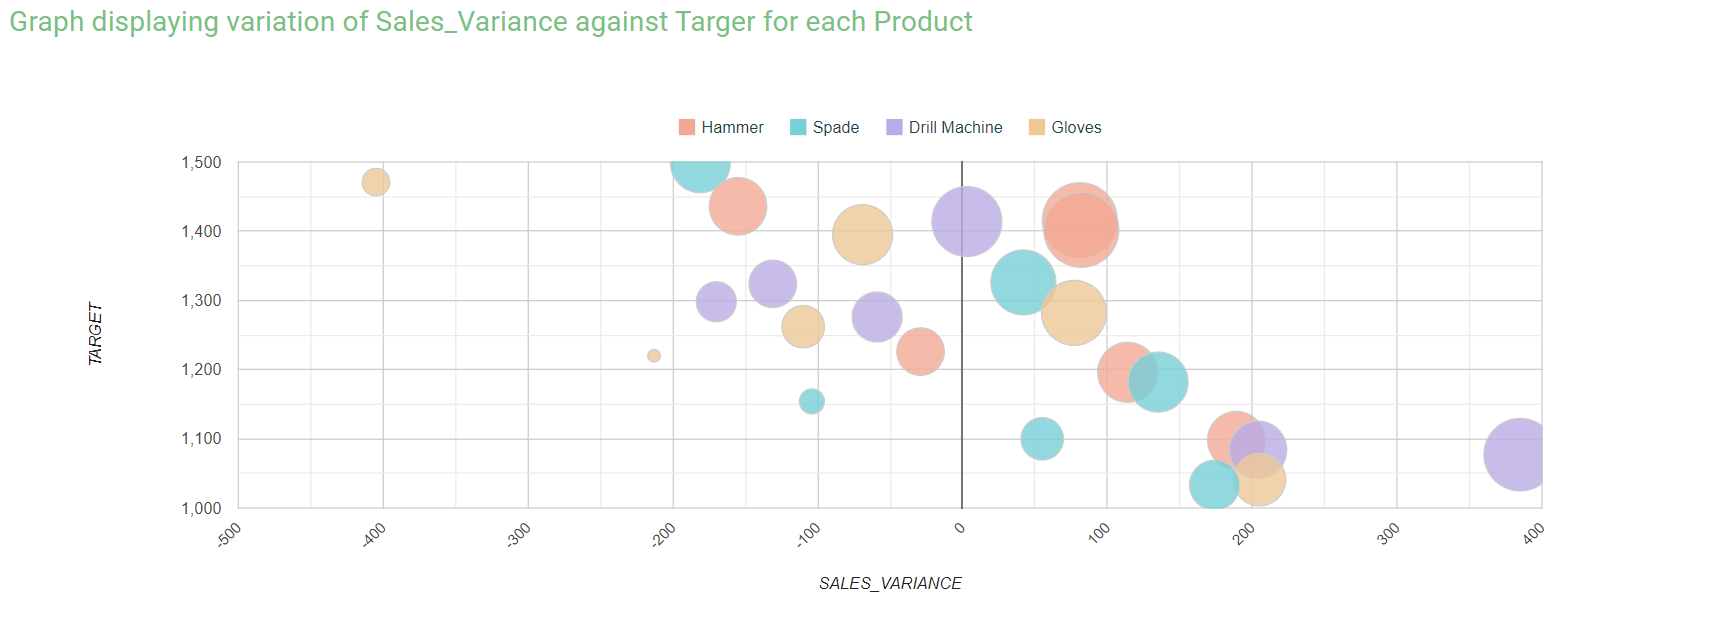 Graph displaying variation of Sales_Variance against Targer for each Product
Hammer Spade Drill Machine Gloves
1,500
1,400
1,300
1,200
1,100
1,000
TARGET
-500 -400 -300 -200 -100 0 100 200 300 400
SALES_VARIANCE